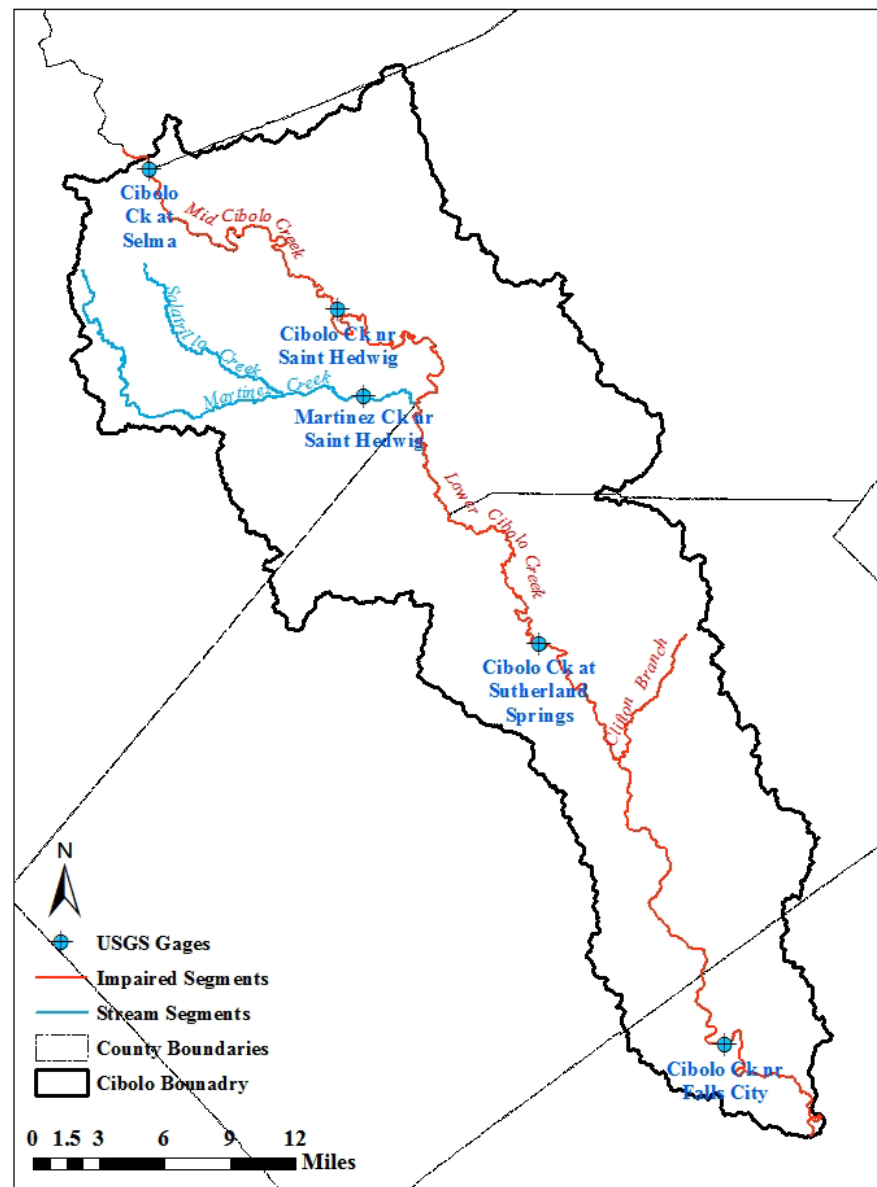 Cibolo
Ck at
Selma
Mid Cibolo Creek
Salatrillo Creek
Cibolo Ck nr
Saint Hedwig
Martinez Creek
Martinez Ck nr
Saint Hedwig
Lower Cibolo Creek
Cibolo Ck at
Sutherland
Springs
Clifton Branch
N
USGS Gages
Impaired Segments
Stream Segments
County Boundaries
Cibolo Bounadry
Cibolo Ck nr
Falls City
0 1.5 3 6 9 12
Miles